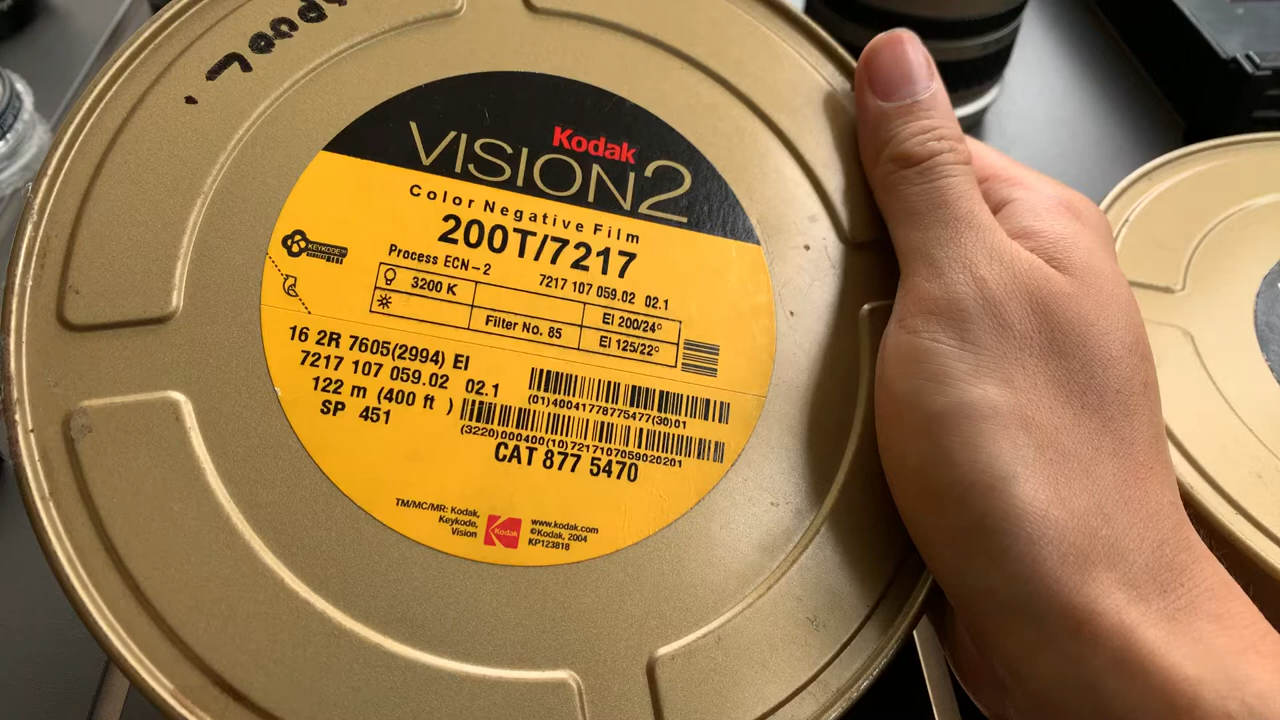 Kodak
VISION2
Color Negative Film
200T/7217
Process ECN-2
7217 107 059.02 02.1
KEYKODE™
3200 K
EI 200/24°
Filter No. 85
EI 125/22°
16 2R 7605(2994) EI
7217 107 059.02 02.1
122 m (400 ft )
SP 451
(01)40041778775477(30)01
(3220)000400(10)7217107059020201
CAT 877 5470
TM/MC/MR: Kodak,
Keykode,
Vision
Kodak
www.kodak.com
©Kodak, 2004
KP123818